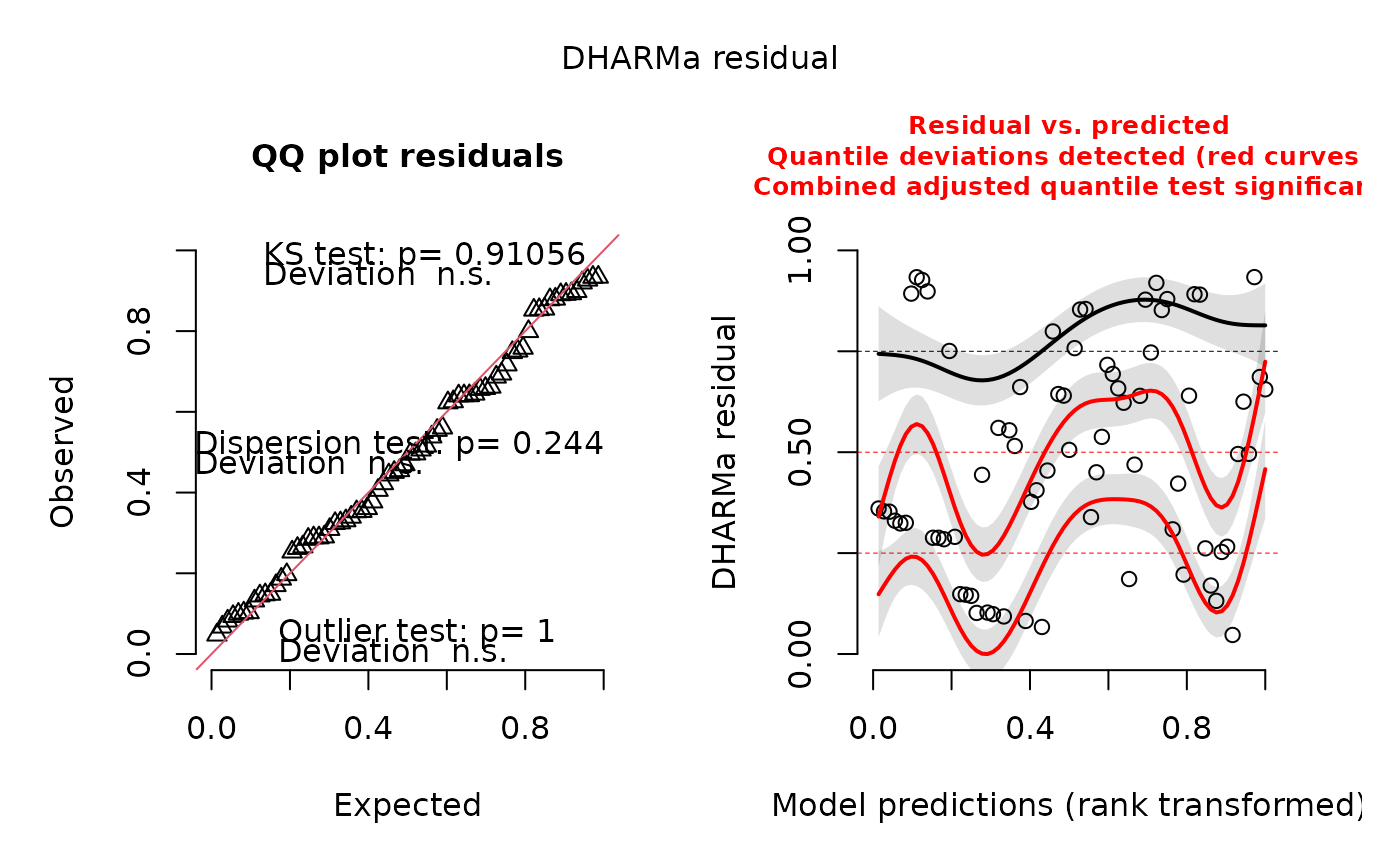 DHARMa residual
QQ plot residuals
KS test: p= 0.91056
Deviation n.s.
Dispersion test: p= 0.244
Deviation n.s.
Outlier test: p= 1
Deviation n.s.
Observed
0.0
0.4
0.8
0.0
0.4
0.8
Expected
Residual vs. predicted
Quantile deviations detected (red curves
Combined adjusted quantile test significan
DHARMa residual
0.00
0.50
1.00
0.0
0.4
0.8
Model predictions (rank transformed)